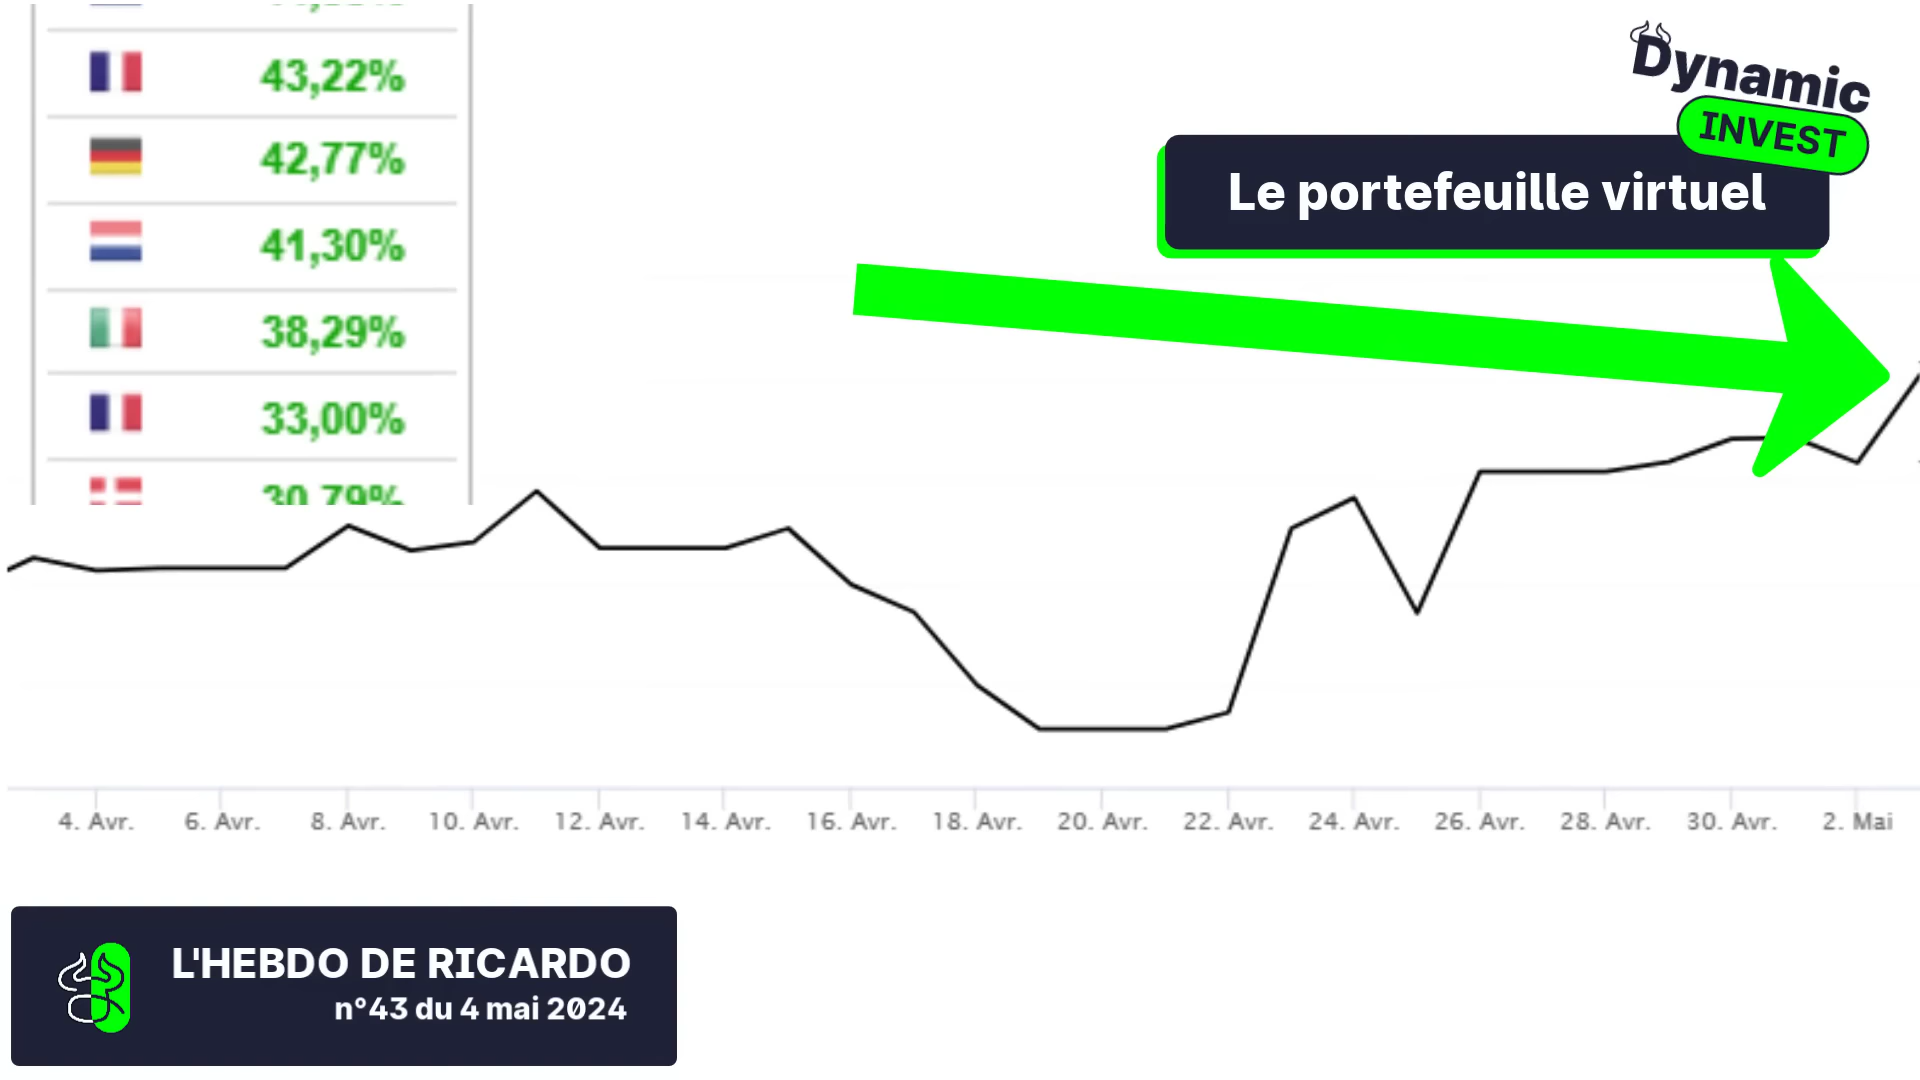 43,22%
42,77%
41,30%
38,29%
33,00%
30,79%
Dynamic
INVEST
Le portefeuille virtuel
4. Avr. 6. Avr. 8. Avr. 10. Avr. 12. Avr. 14. Avr. 16. Avr. 18. Avr. 20. Avr. 22. Avr. 24. Avr. 26. Avr. 28. Avr. 30. Avr. 2. Mai
L'HEBDO DE RICARDO
n°43 du 4 mai 2024